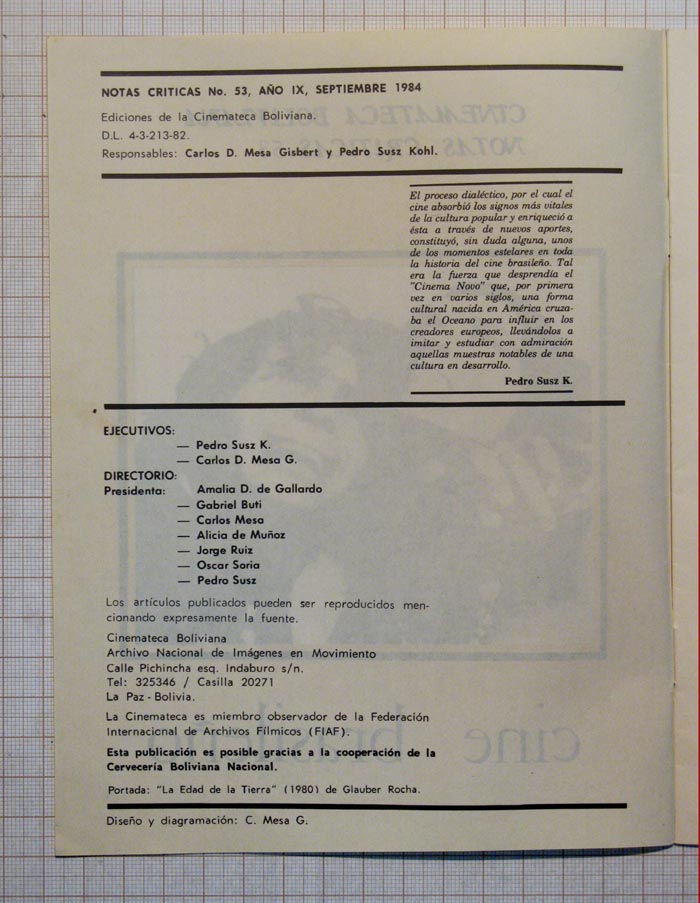 NOTAS CRITICAS No. 53, AÑO IX, SEPTIEMBRE 1984
Ediciones de la Cinemateca Boliviana.
D.L. 4-3-213-82.
Responsables: Carlos D. Mesa Gisbert y Pedro Susz Kohl.
El proceso dialéctico, por el cual el
cine absorbió los signos más vitales
de la cultura popular y enriqueció a
ésta a través de nuevos aportes,
constituyó, sin duda alguna, unos
de los momentos estelares en toda
la historia del cine brasileño. Tal
era la fuerza que desprendía el
"Cinema Novo" que, por primera
vez en varios siglos, una forma
cultural nacida en América cruza-
ba el Oceano para influir en los
creadores europeos, llevándolos a
imitar y estudiar con admiración
aquellas muestras notables de una
cultura en desarrollo.
Pedro Susz K.
EJECUTIVOS:
— Pedro Susz K.
— Carlos D. Mesa G.
DIRECTORIO:
Presidenta: Amalia D. de Gallardo
— Gabriel Buti
— Carlos Mesa
— Alicia de Muñoz
— Jorge Ruiz
— Oscar Soria
— Pedro Susz
Los artículos publicados pueden ser reproducidos men-
cionando expresamente la fuente.
Cinemateca Boliviana
Archivo Nacional de Imágenes en Movimiento
Calle Pichincha esq. Indaburo s/n.
Tel: 325346 / Casilla 20271
La Paz - Bolivia.
La Cinemateca es miembro observador de la Federación
Internacional de Archivos Fílmicos (FIAF).
Esta publicación es posible gracias a la cooperación de la
Cervecería Boliviana Nacional.
Portada: "La Edad de la Tierra" (1980) de Glauber Rocha.
Diseño y diagramación: C. Mesa G.